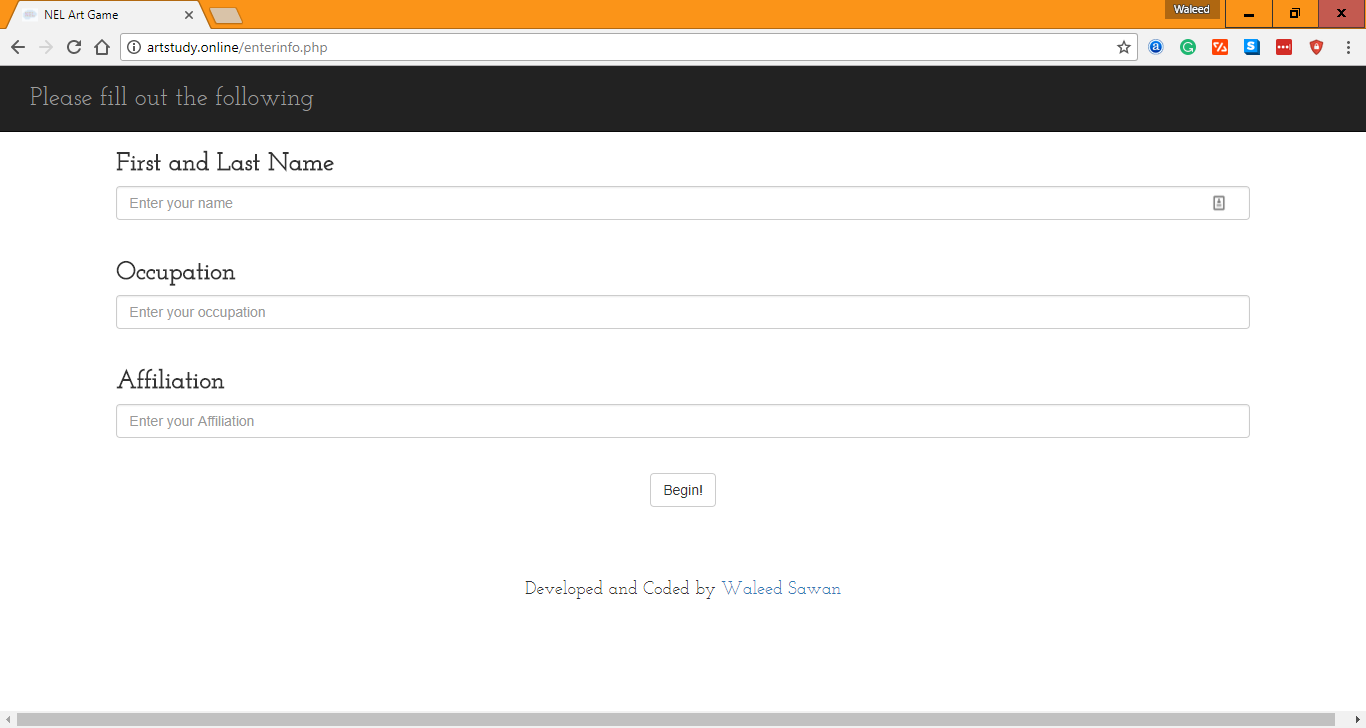 NEL Art Game
Waleed
artstudy.online/enterinfo.php
Please fill out the following
First and Last Name
Enter your name
Occupation
Enter your occupation
Affiliation
Enter your Affiliation
Begin!
Developed and Coded by Waleed Sawan